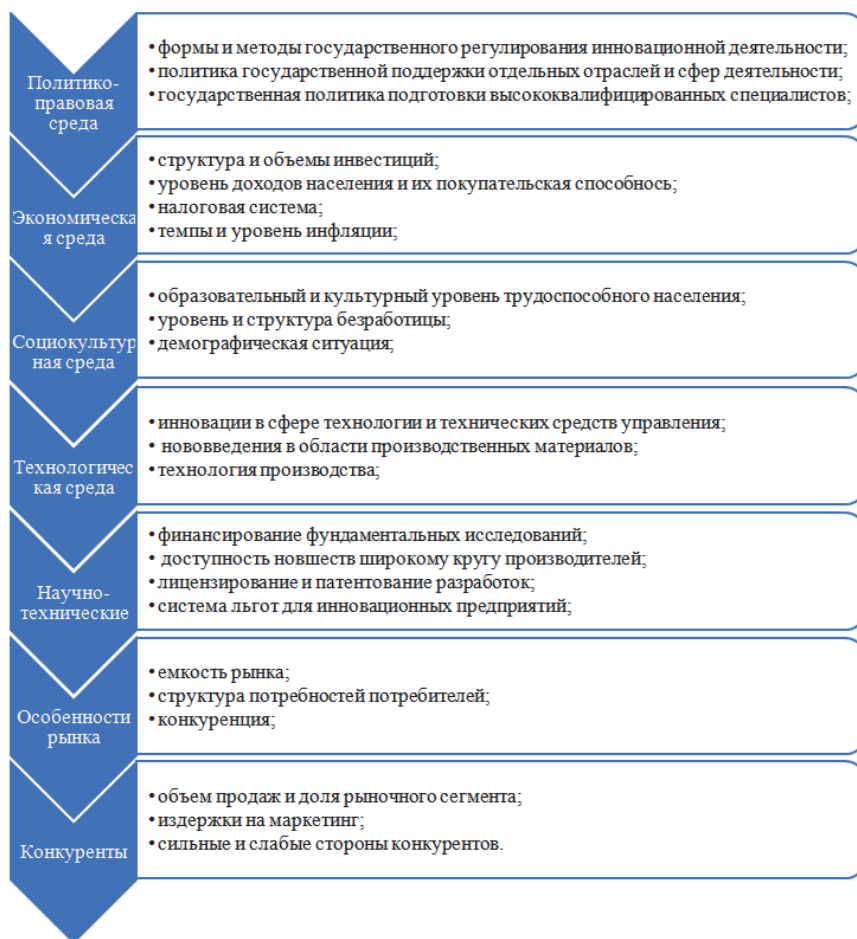 Политико-
правовая
среда
• формы и методы государственного регулирования инновационной деятельности;
• политика государственной поддержки отдельных отраслей и сфер деятельности;
• государственная политика подготовки высококвалифицированных специалистов;
Экономическа
я среда
• структура и объемы инвестиций;
• уровень доходов населения и их покупательская способнось;
• налоговая система;
• темпы и уровень инфляции;
Социокультур
ная среда
• образовательный и культурный уровень трудоспособного населения;
• уровень и структура безработицы;
• демографическая ситуация;
Технологичес
кая среда
• инновации в сфере технологии и технических средств управления;
• нововведения в области производственных материалов;
• технология производства;
Научно-
технические
• финансирование фундаментальных исследований;
• доступность новшеств широкому кругу производителей;
• лицензирование и патентование разработок;
• система льгот для инновационных предприятий;
Особенности
рынка
• емкость рынка;
• структура потребностей потребителей;
• конкуренция;
Конкуренты
• объем продаж и доля рыночного сегмента;
• издержки на маркетинг;
• сильные и слабые стороны конкурентов.